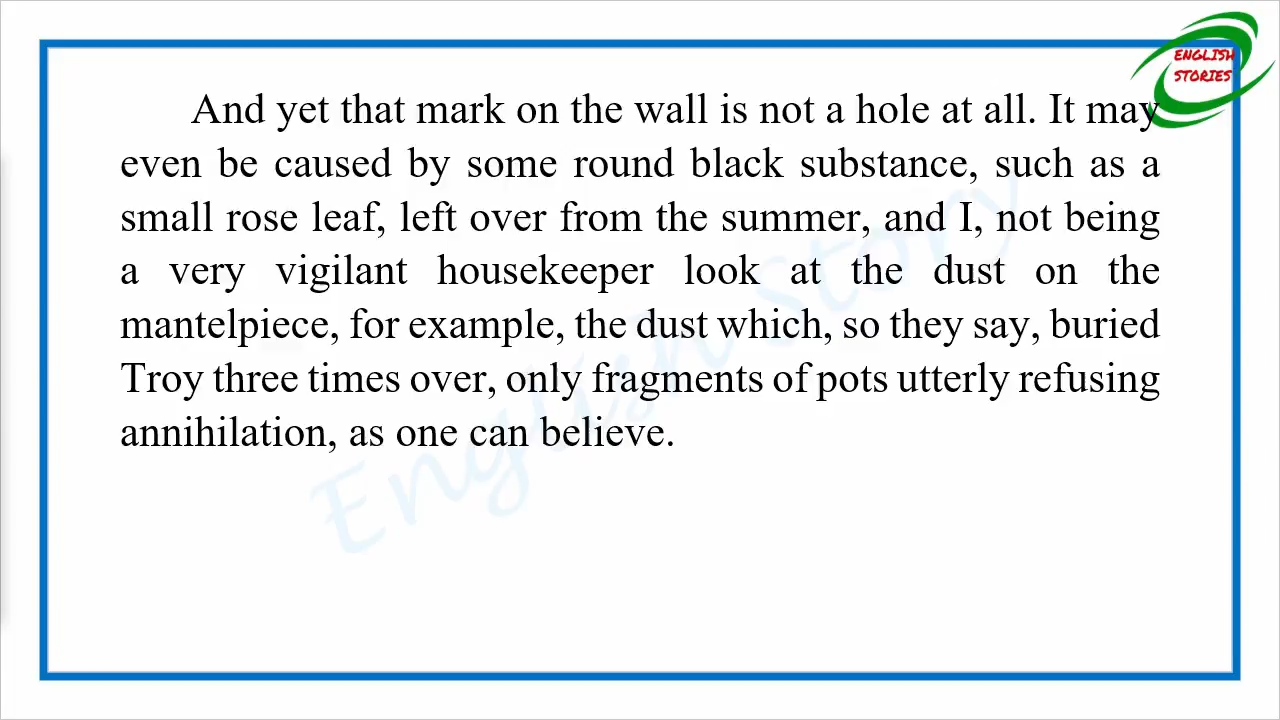 ENGLISH
STORIES
And yet that mark on the wall is not a hole at all. It may
even be caused by some round black substance, such as a
small rose leaf, left over from the summer, and I, not being
a very vigilant housekeeper look at the dust on the
mantelpiece, for example, the dust which, so they say, buried
Troy three times over, only fragments of pots utterly refusing
annihilation, as one can believe.
English Story